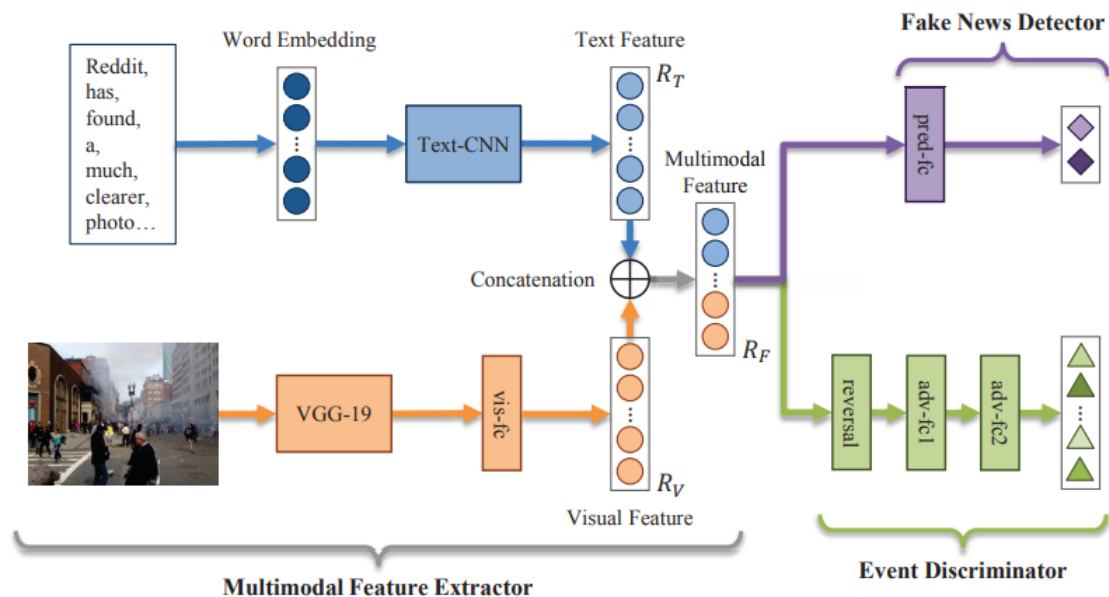 Fake News Detector
Word Embedding
Text Feature
Reddit,
has,
found,
a,
much,
clearer,
photo...
Text-CNN
R_T
pred-fc
Multimodal
Feature
Concatenation
R_F
VGG-19
vis-fc
R_V
Visual Feature
reversal
adv-fc1
adv-fc2
Multimodal Feature Extractor
Event Discriminator